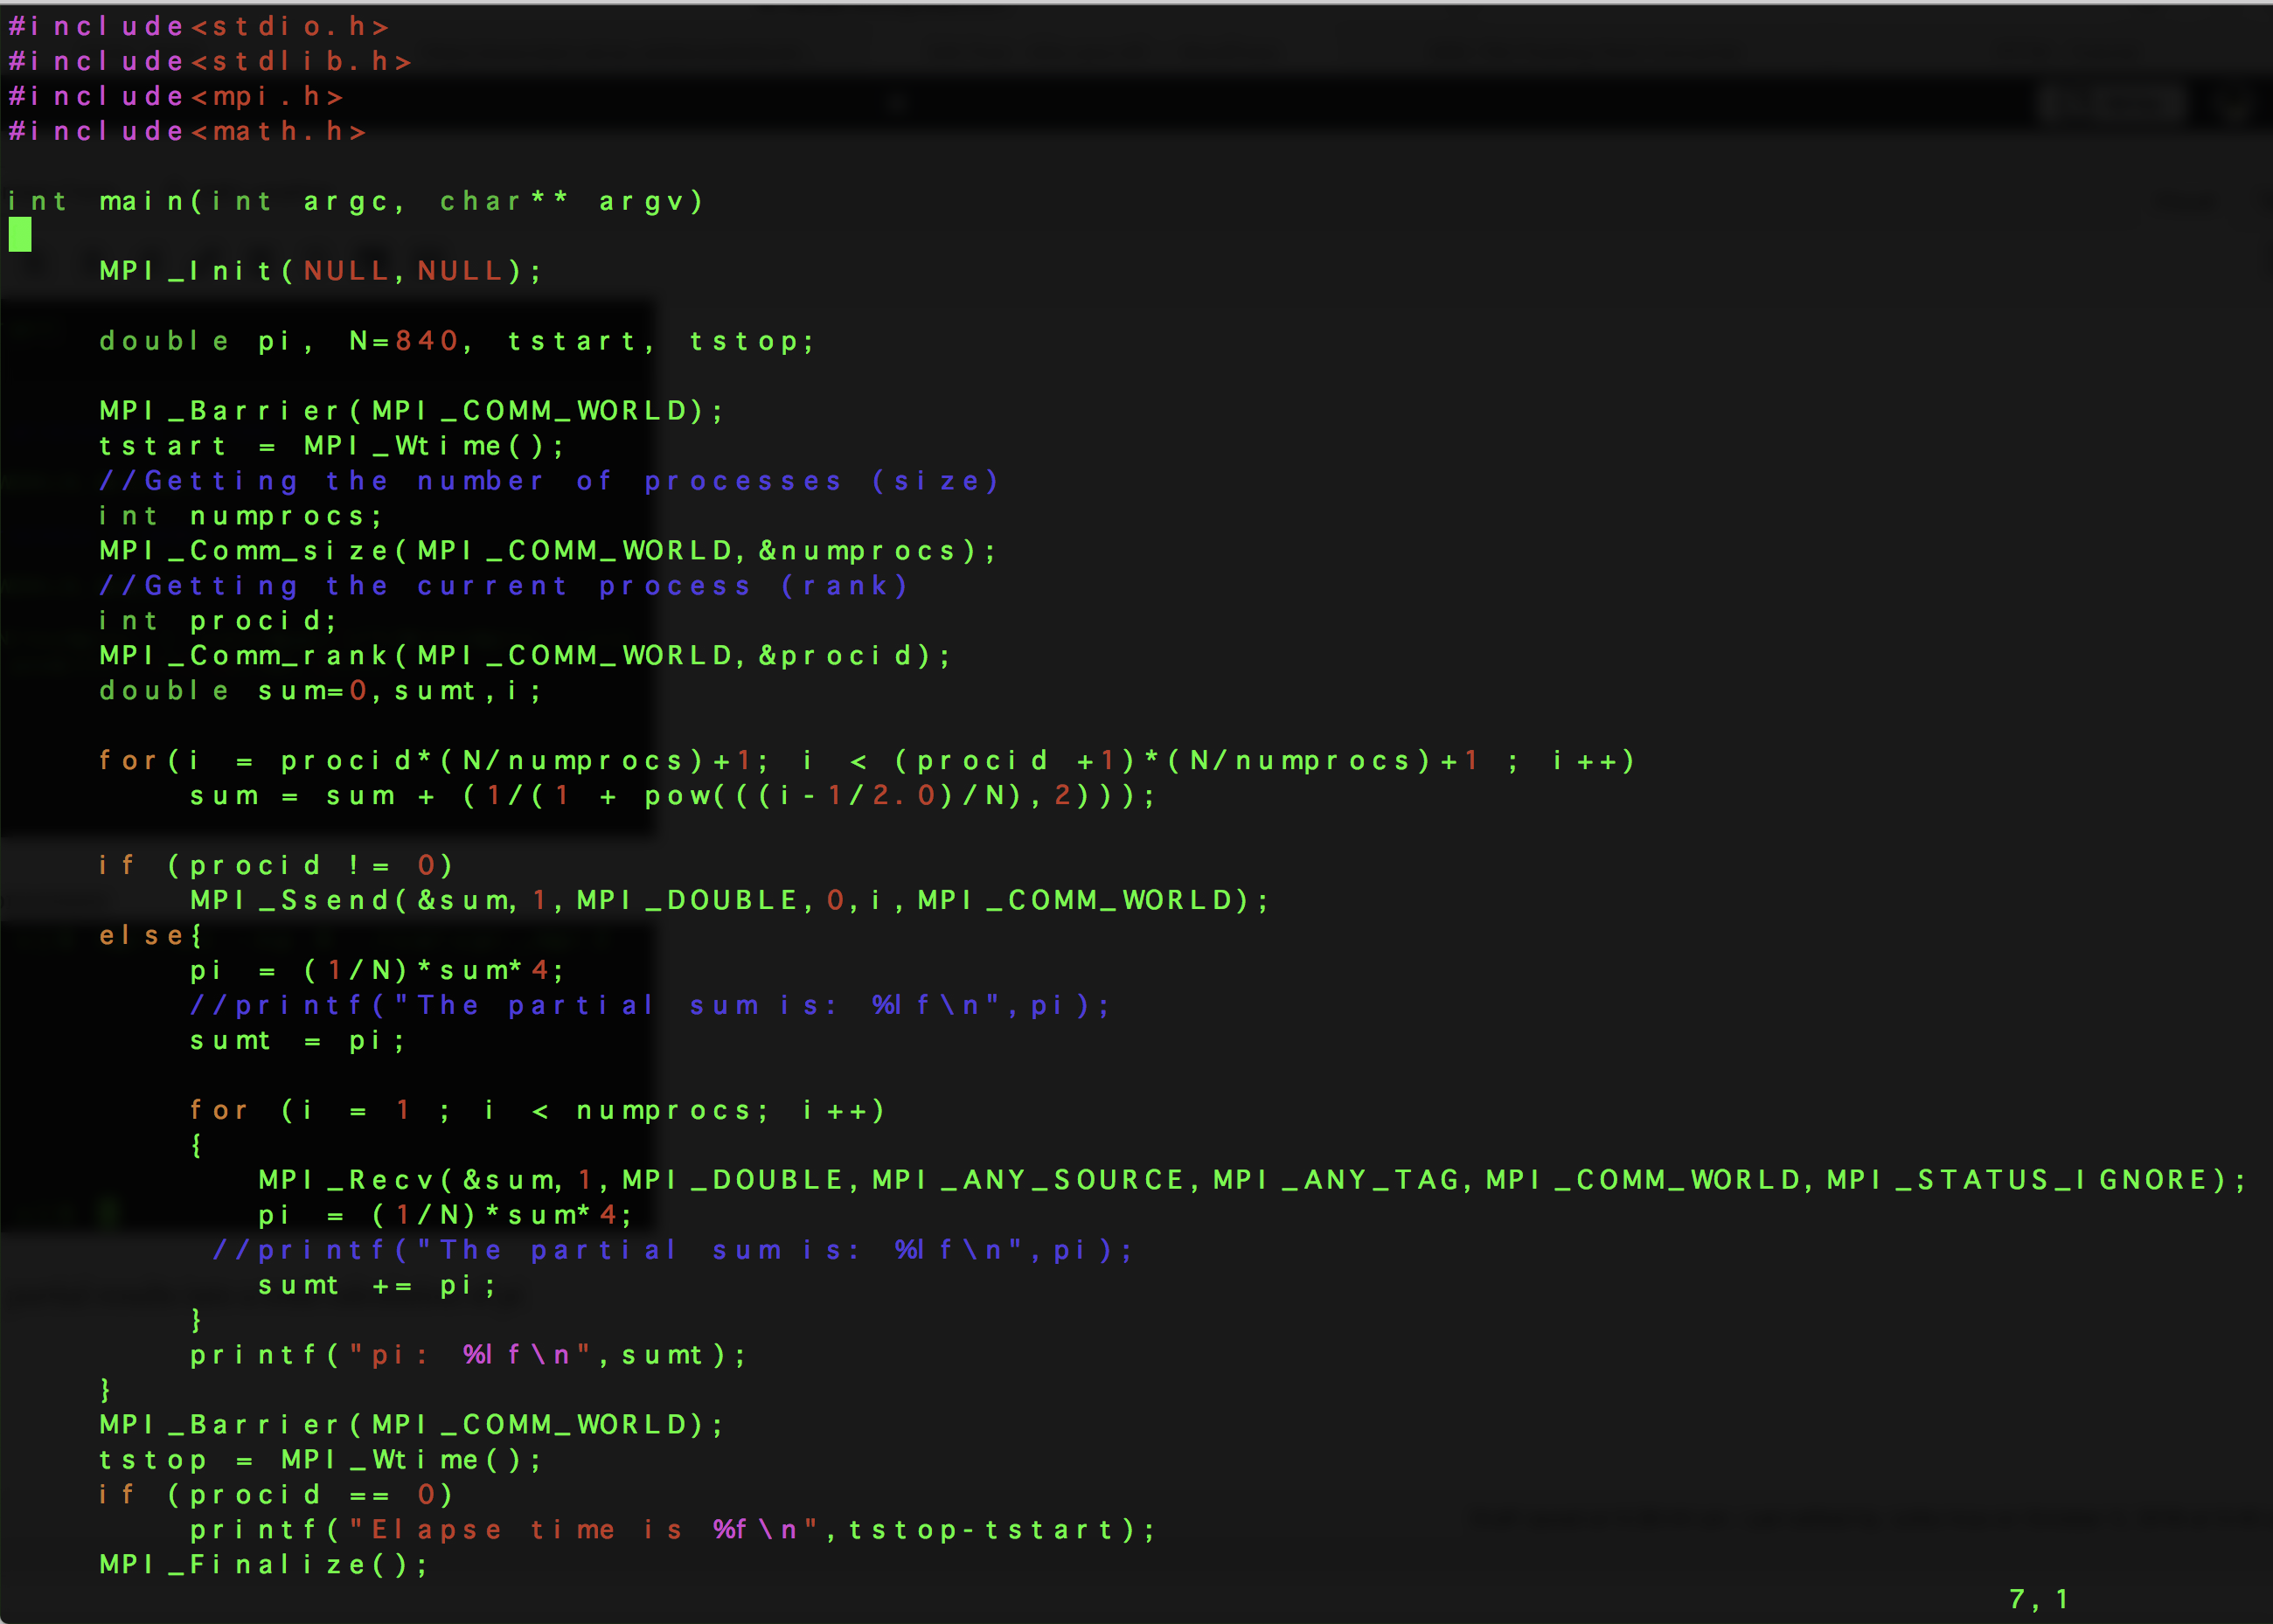 #include<stdio.h>
#include<stdlib.h>
#include<mpi.h>
#include<math.h>
int main(int argc, char** argv)
MPI_Init(NULL,NULL);
double pi, N=840, tstart, tstop;
MPI_Barrier(MPI_COMM_WORLD);
tstart = MPI_Wtime();
//Getting the number of processes (size)
int numprocs;
MPI_Comm_size(MPI_COMM_WORLD,&numprocs);
//Getting the current process (rank)
int procid;
MPI_Comm_rank(MPI_COMM_WORLD,&procid);
double sum=0,sumt,i;
for(i = procid*(N/numprocs)+1; i < (procid +1)*(N/numprocs)+1 ; i++)
sum = sum + (1/(1 + pow(((i-1/2.0)/N),2)));
if (procid != 0)
MPI_Ssend(&sum,1,MPI_DOUBLE,0,i,MPI_COMM_WORLD);
else{
pi = (1/N)*sum*4;
//printf("The partial sum is: %lf\n",pi);
sumt = pi;
for (i = 1 ; i < numprocs; i++)
{
MPI_Recv(&sum,1,MPI_DOUBLE,MPI_ANY_SOURCE,MPI_ANY_TAG,MPI_COMM_WORLD,MPI_STATUS_IGNORE);
pi = (1/N)*sum*4;
//printf("The partial sum is: %lf\n",pi);
sumt += pi;
}
printf("pi: %lf\n",sumt);
}
MPI_Barrier(MPI_COMM_WORLD);
tstop = MPI_Wtime();
if (procid == 0)
printf("Elapse time is %f\n",tstop-tstart);
MPI_Finalize();
7,1